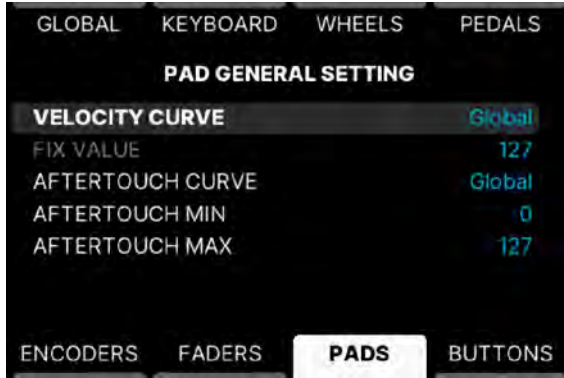 GLOBAL KEYBOARD WHEELS PEDALS
PAD GENERAL SETTING
VELOCITY CURVE Global
FIX VALUE 127
AFTERTOUCH CURVE Global
AFTERTOUCH MIN 0
AFTERTOUCH MAX 127
ENCODERS FADERS PADS BUTTONS